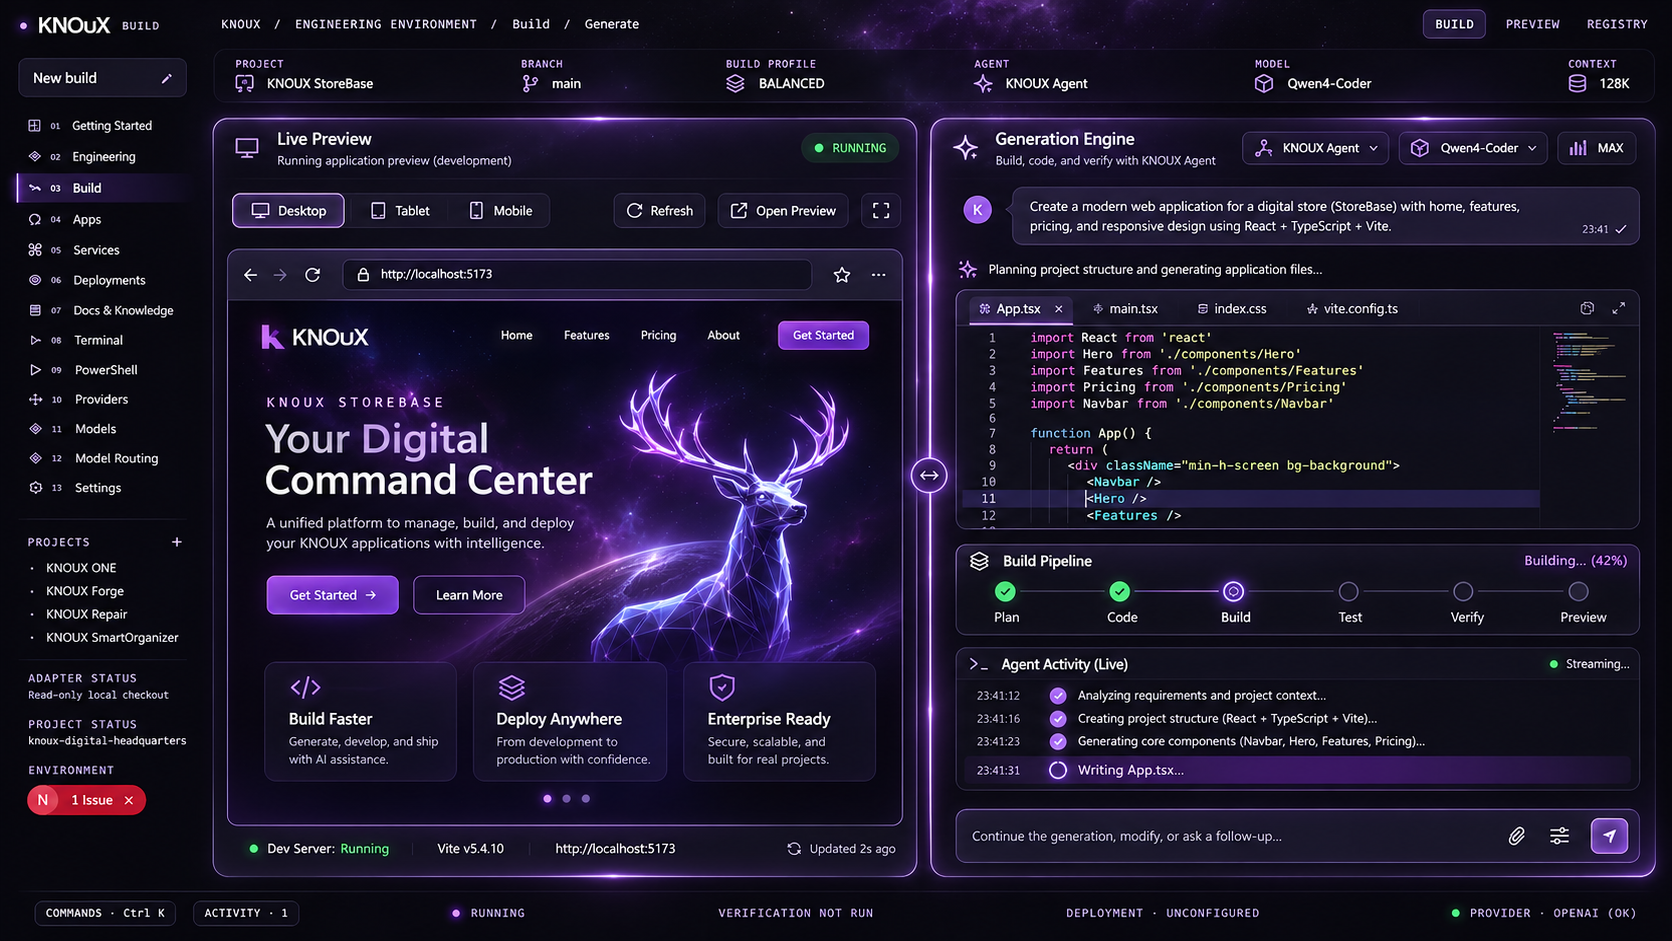 KNOUX BUILD
KNOUX / ENGINEERING ENVIRONMENT / Build / Generate
BUILD
PREVIEW
REGISTRY
New build
PROJECT
KNOUX StoreBase
BRANCH
main
BUILD PROFILE
BALANCED
AGENT
KNOUX Agent
MODEL
Qwen4-Coder
CONTEXT
128K
01 Getting Started
02 Engineering
03 Build
04 Apps
05 Services
06 Deployments
07 Docs & Knowledge
08 Terminal
09 PowerShell
10 Providers
11 Models
12 Model Routing
13 Settings
PROJECTS +
KNOUX ONE
KNOUX Forge
KNOUX Repair
KNOUX SmartOrganizer
ADAPTER STATUS
Read-only local checkout
PROJECT STATUS
knoux-digital-headquarters
ENVIRONMENT
N 1 Issue ×
Live Preview
Running application preview (development)
RUNNING
Desktop
Tablet
Mobile
Refresh
Open Preview
http://localhost:5173
KNOuX
Home
Features
Pricing
About
Get Started
KNOUX STOREBASE
Your Digital
Command Center
A unified platform to manage, build, and deploy
your KNOUX applications with intelligence.
Get Started →
Learn More
Build Faster
Generate, develop, and ship
with AI assistance.
Deploy Anywhere
From development to
production with confidence.
Enterprise Ready
Secure, scalable, and
built for real projects.
Dev Server: Running
Vite v5.4.10
http://localhost:5173
Updated 2s ago
Generation Engine
Build, code, and verify with KNOUX Agent
KNOUX Agent
Qwen4-Coder
MAX
K
Create a modern web application for a digital store (StoreBase) with home, features,
pricing, and responsive design using React + TypeScript + Vite.
23:41
Planning project structure and generating application files...
App.tsx ×
main.tsx
index.css
vite.config.ts
1 import React from 'react'
2 import Hero from './components/Hero'
3 import Features from './components/Features'
4 import Pricing from './components/Pricing'
5 import Navbar from './components/Navbar'
6
7 function App() {
8 return (
9 <div className="min-h-screen bg-background">
10 <Navbar />
11 <Hero />
12 <Features />
Build Pipeline
Building... (42%)
Plan
Code
Build
Test
Verify
Preview
>_ Agent Activity (Live)
Streaming...
23:41:12 Analyzing requirements and project context...
23:41:16 Creating project structure (React + TypeScript + Vite)...
23:41:23 Generating core components (Navbar, Hero, Features, Pricing)...
23:41:31 Writing App.tsx...
Continue the generation, modify, or ask a follow-up...
COMMANDS · Ctrl K
ACTIVITY · 1
RUNNING
VERIFICATION NOT RUN
DEPLOYMENT · UNCONFIGURED
PROVIDER · OPENAI (OK)